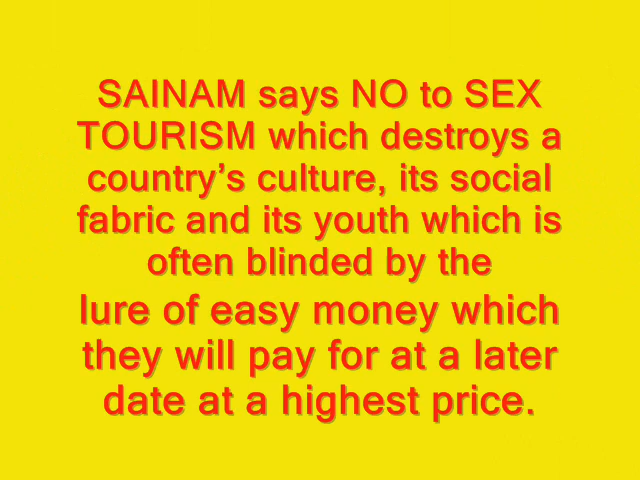 SAINAM says NO to SEX
TOURISM which destroys a
country’s culture, its social
fabric and its youth which is
often blinded by the
lure of easy money which
they will pay for at a later
date at a highest price.